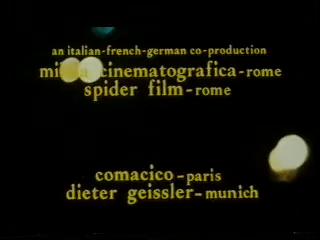 an italian-french-german co-production
cinematografica-rome
spider film-rome
comacico-paris
dieter geissler-munich